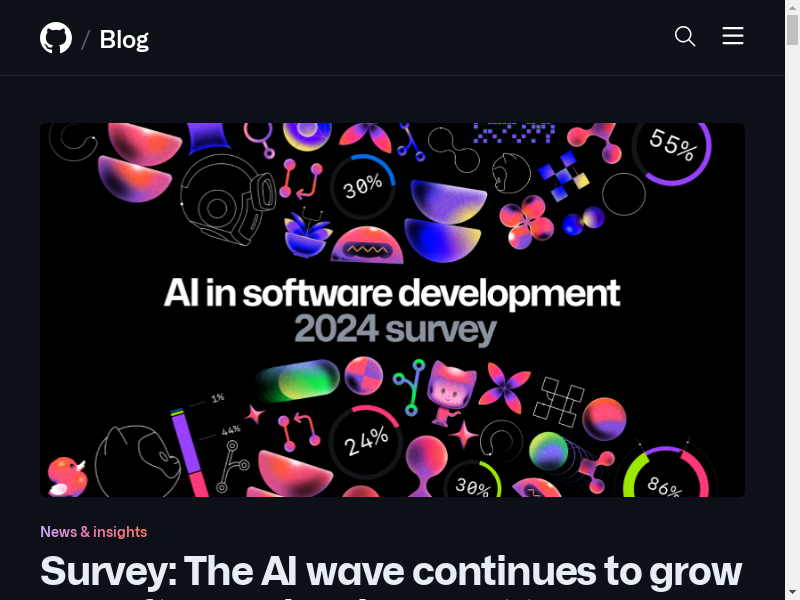 / Blog
55%
30%
AI in software development
2024 survey
1%
44%
24%
30%
86%
News & insights
Survey: The AI wave continues to grow